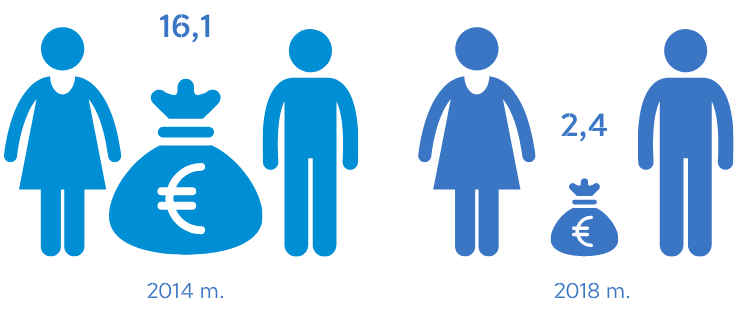 16,1
2,4
€
€
2014 m.
2018 m.